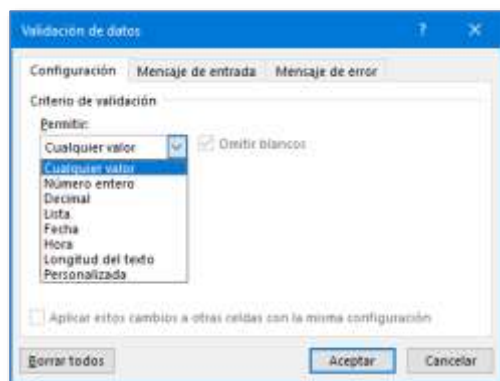 Validación de datos ? ×
Configuración Mensaje de entrada Mensaje de error
Criterio de validación
Permitir:
Cualquier valor Omitir blancos
Cualquier valor
Número entero
Decimal
Lista
Fecha
Hora
Longitud del texto
Personalizada
Aplicar estos cambios a otras celdas con la misma configuración
Borrar todos Aceptar Cancelar